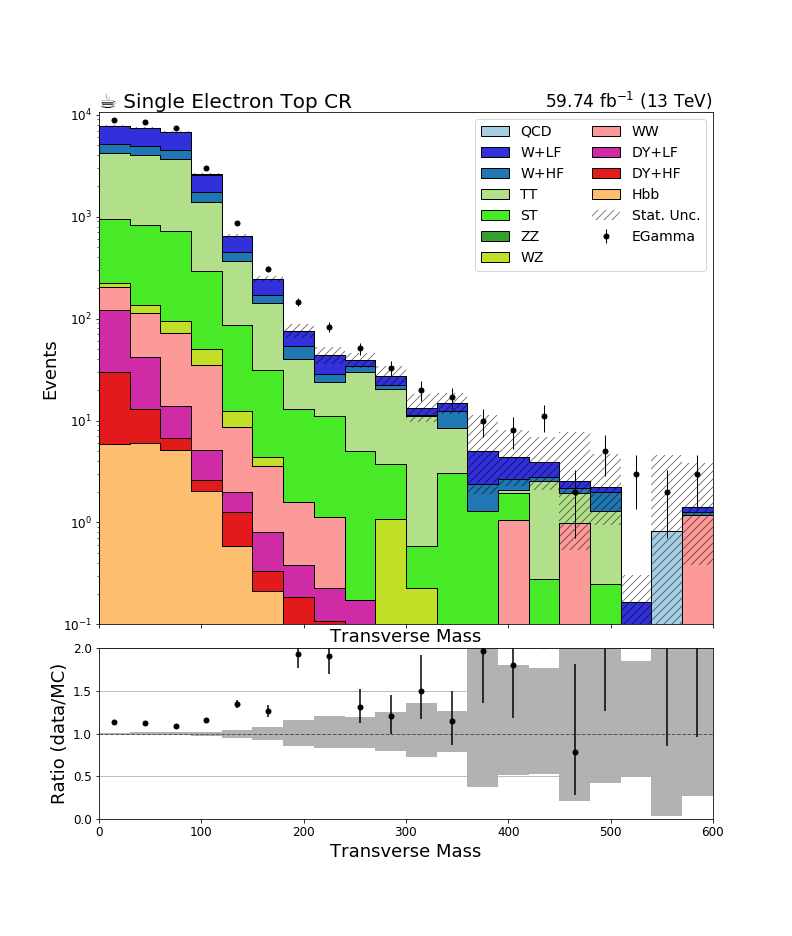 ☕ Single Electron Top CR
59.74 fb⁻¹ (13 TeV)
10⁴
10³
10²
10¹
10⁰
10⁻¹
Events
QCD
W+LF
W+HF
TT
ST
ZZ
WZ
WW
DY+LF
DY+HF
Hbb
Stat. Unc.
EGamma
Transverse Mass
2.0
1.5
1.0
0.5
0.0
Ratio (data/MC)
0 100 200 300 400 500 600
Transverse Mass